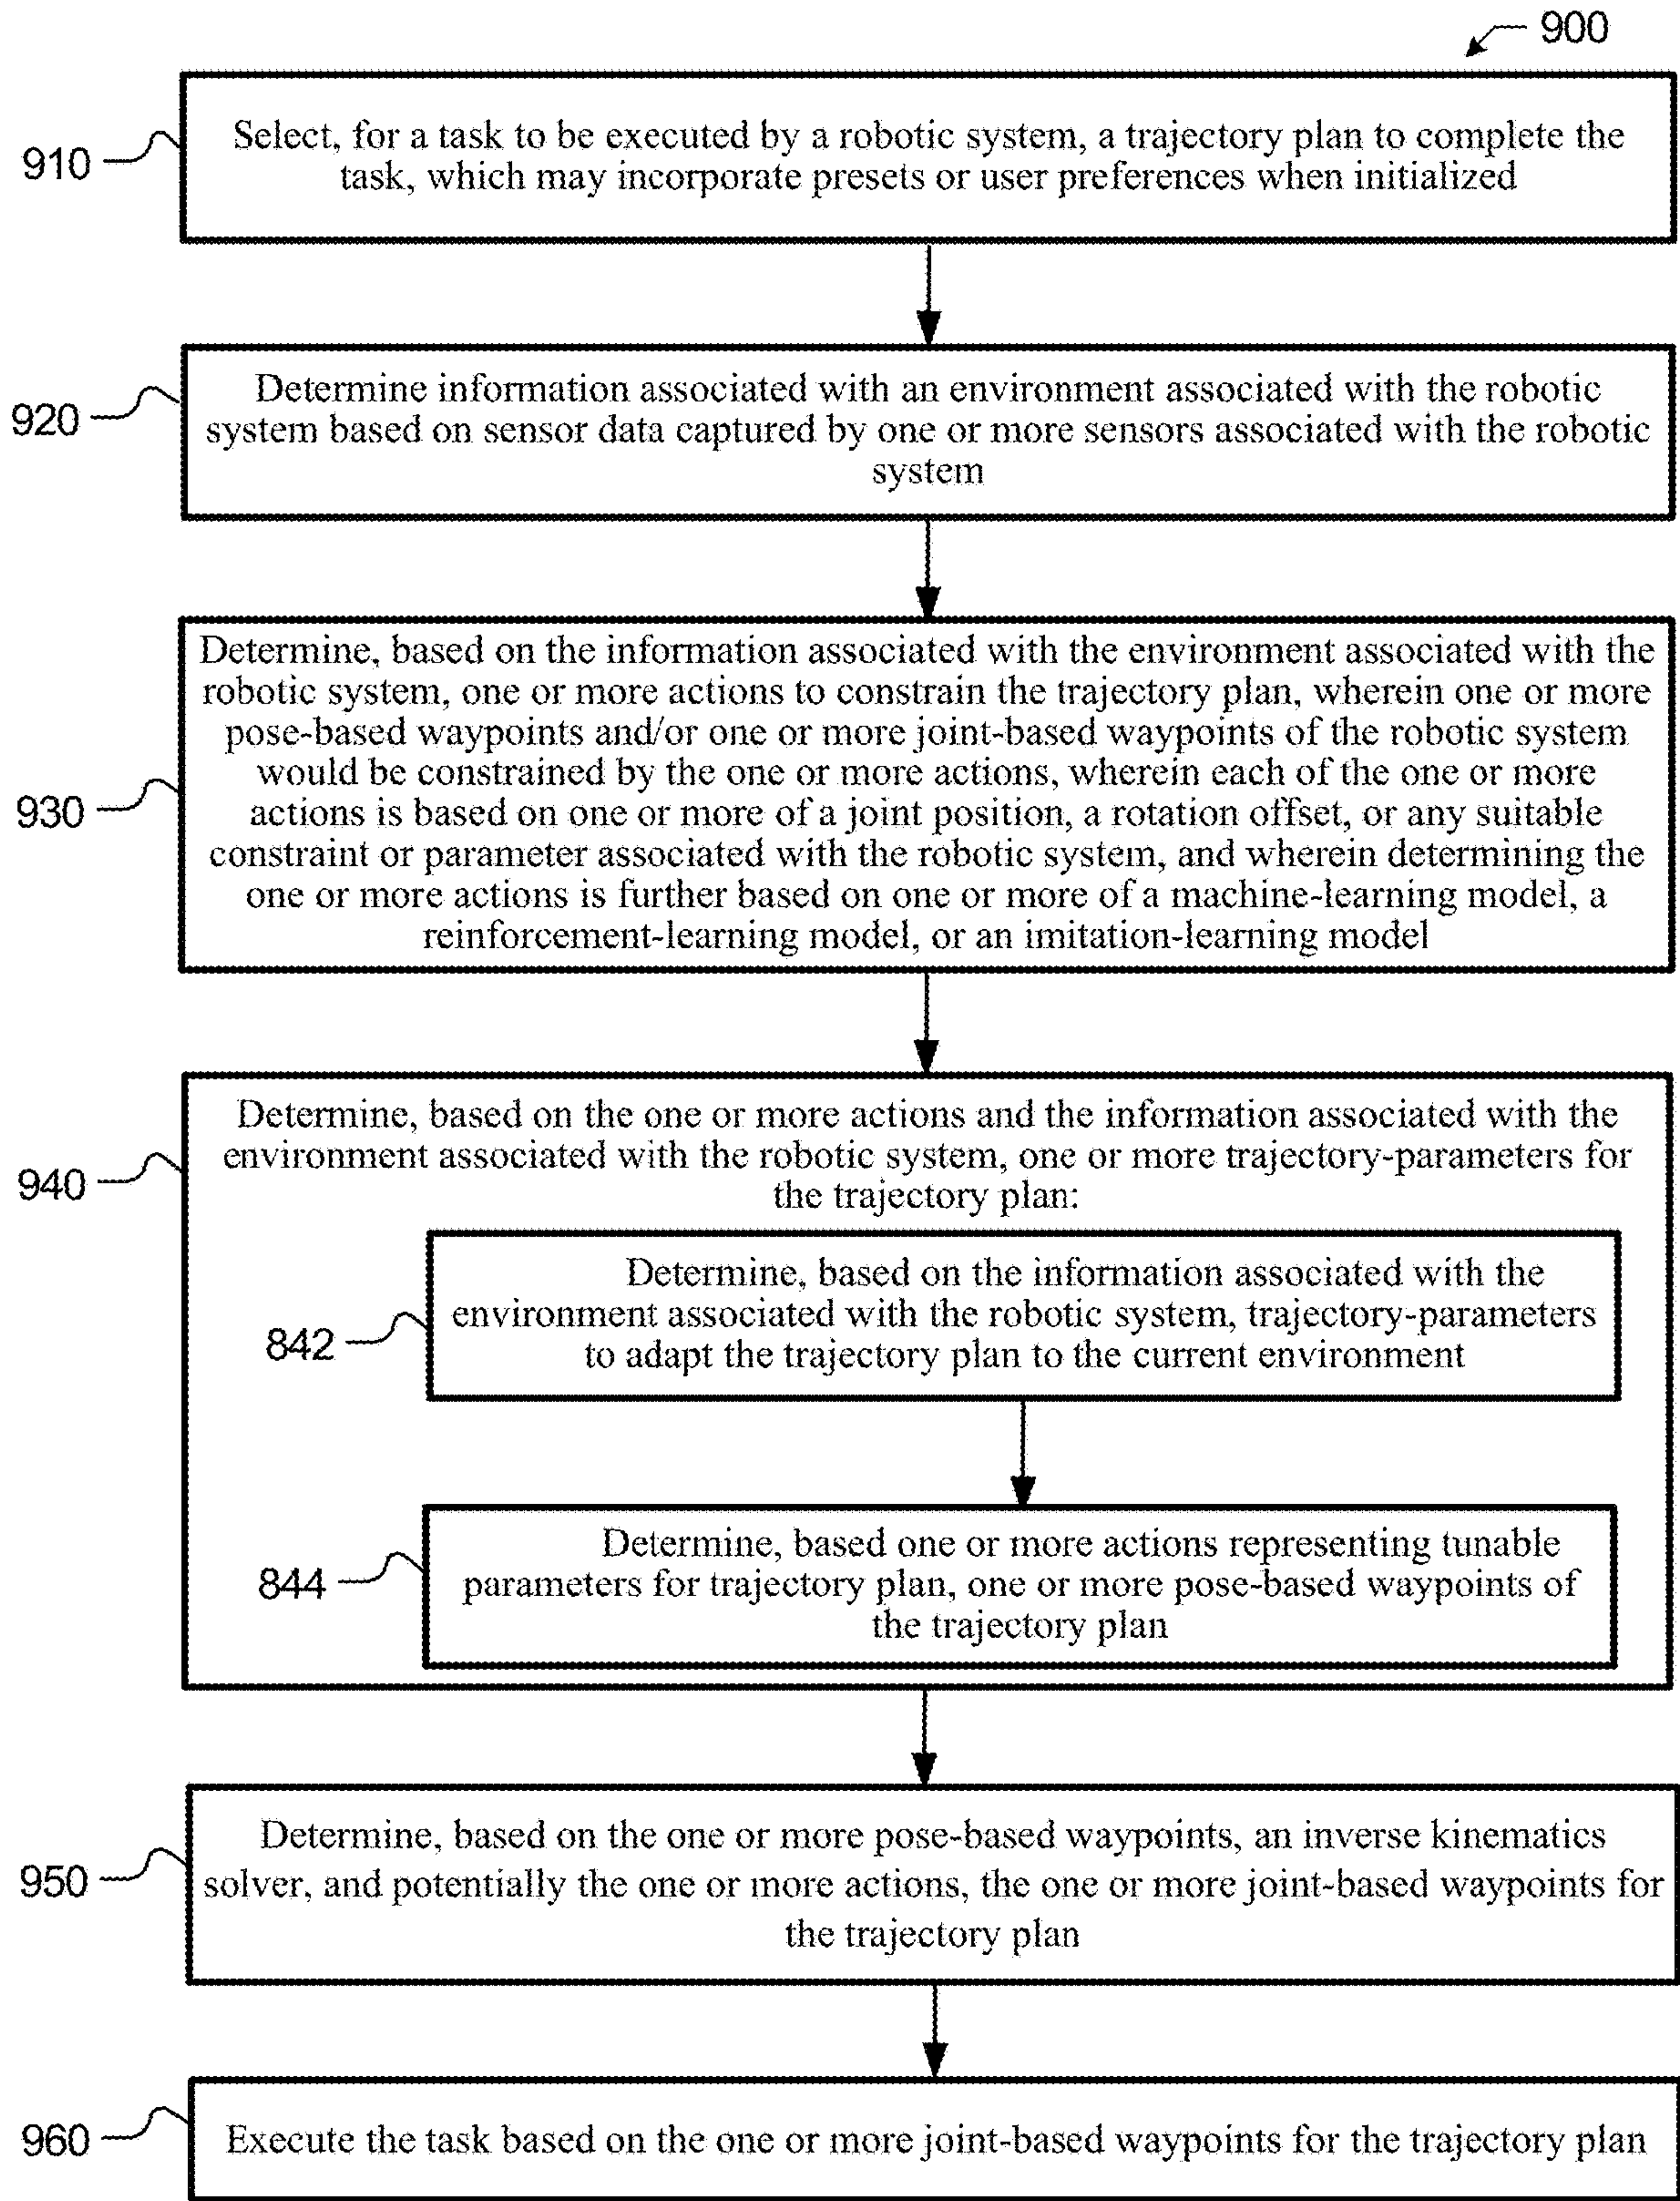 900
910
Select, for a task to be executed by a robotic system, a trajectory plan to complete the
task, which may incorporate presets or user preferences when initialized
920
Determine information associated with an environment associated with the robotic
system based on sensor data captured by one or more sensors associated with the robotic
system
930
Determine, based on the information associated with the environment associated with the
robotic system, one or more actions to constrain the trajectory plan, wherein one or more
pose-based waypoints and/or one or more joint-based waypoints of the robotic system
would be constrained by the one or more actions, wherein each of the one or more
actions is based on one or more of a joint position, a rotation offset, or any suitable
constraint or parameter associated with the robotic system, and wherein determining the
one or more actions is further based on one or more of a machine-learning model, a
reinforcement-learning model, or an imitation-learning model
940
Determine, based on the one or more actions and the information associated with the
environment associated with the robotic system, one or more trajectory-parameters for
the trajectory plan:
842
Determine, based on the information associated with the
environment associated with the robotic system, trajectory-parameters
to adapt the trajectory plan to the current environment
844
Determine, based one or more actions representing tunable
parameters for trajectory plan, one or more pose-based waypoints of
the trajectory plan
950
Determine, based on the one or more pose-based waypoints, an inverse kinematics
solver, and potentially the one or more actions, the one or more joint-based waypoints for
the trajectory plan
960
Execute the task based on the one or more joint-based waypoints for the trajectory plan